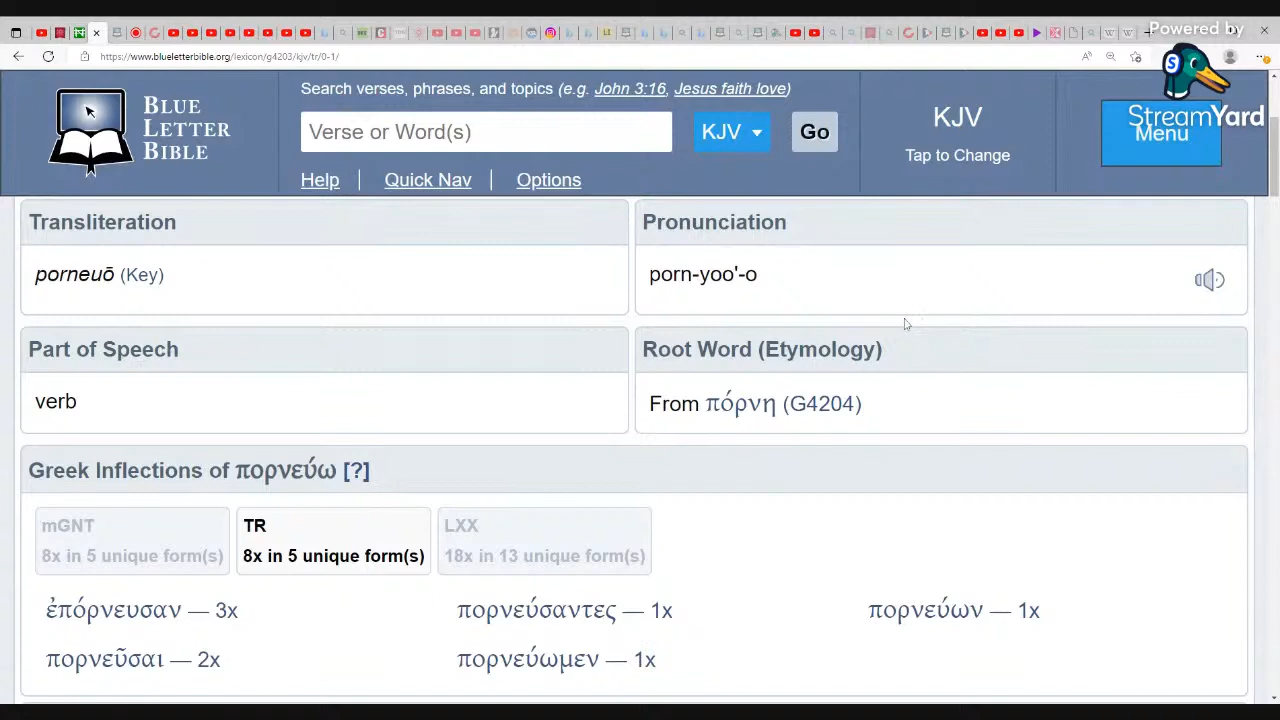 Powered by
https://www.blueletterbible.org/lexicon/g4203/kjv/tr/0-1/
StreamYard
BLUE
LETTER
BIBLE
Search verses, phrases, and topics (e.g. John 3:16, Jesus faith love)
Verse or Word(s)
KJV
Go
Help | Quick Nav | Options
KJV
Tap to Change
Menu
Transliteration
porneuō (Key)
Pronunciation
porn-yoo'-o
Part of Speech
verb
Root Word (Etymology)
From πόρνη (G4204)
Greek Inflections of πορνεύω [?]
mGNT
8x in 5 unique form(s)
TR
8x in 5 unique form(s)
LXX
18x in 13 unique form(s)
ἐπόρνευσαν — 3x
πορνεύσαντες — 1x
πορνεύων — 1x
πορνεῦσαι — 2x
πορνεύωμεν — 1x